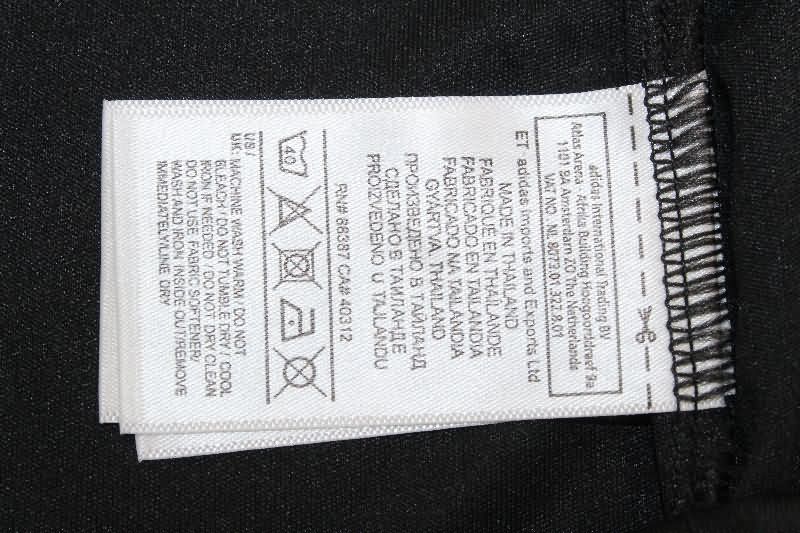 adidas International Trading BV
Atlas Arena - Afrika Building Hoogoorddreef 9a
1101 BA Amsterdam ZO The Netherlands
VAT NO. NL 8073.01.322.B.01
ET adidas Imports and Exports Ltd
MADE IN THAILAND
FABRIQUE EN THAILANDE
FABRICADO EN TAILANDIA
FABRICADO NA TAILANDIA
GYÁRTVA, THAILAND
ПРОИЗВЕДЕНО В ТАЙЛАНД
СДЕЛАНО В ТАИЛАНДЕ
PROIZVEDENO U TAJLANDU
RN# 88387 CA# 40312
40
US /
UK: MACHINE WASH WARM / DO NOT
BLEACH / DO NOT TUMBLE DRY / COOL
IRON IF NEEDED / DO NOT DRY CLEAN
DO NOT USE FABRIC SOFTENER/
WASH AND IRON INSIDE OUT/REMOVE
IMMEDIATELY/LINE DRY